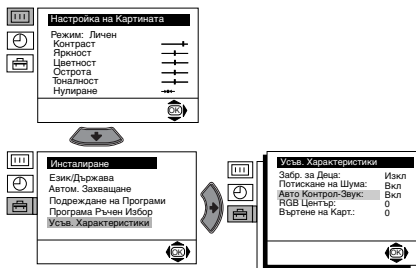 Настройка на Картината
Режим: Личен
Контраст
Яркност
Цветност
Острота
Тоналност
Нулиране
OK
Инсталиране
Език/Държава
Автом. Захващане
Подреждане на Програми
Програма Ръчен Избор
Усъв. Характеристики
OK
Усъв. Характеристики
Забр. за Деца: Изкл
Потискане на Шума: Вкл
Авто Контрол-Звук: Вкл
RGB Център: 0
Въртене на Карт.: 0
OK